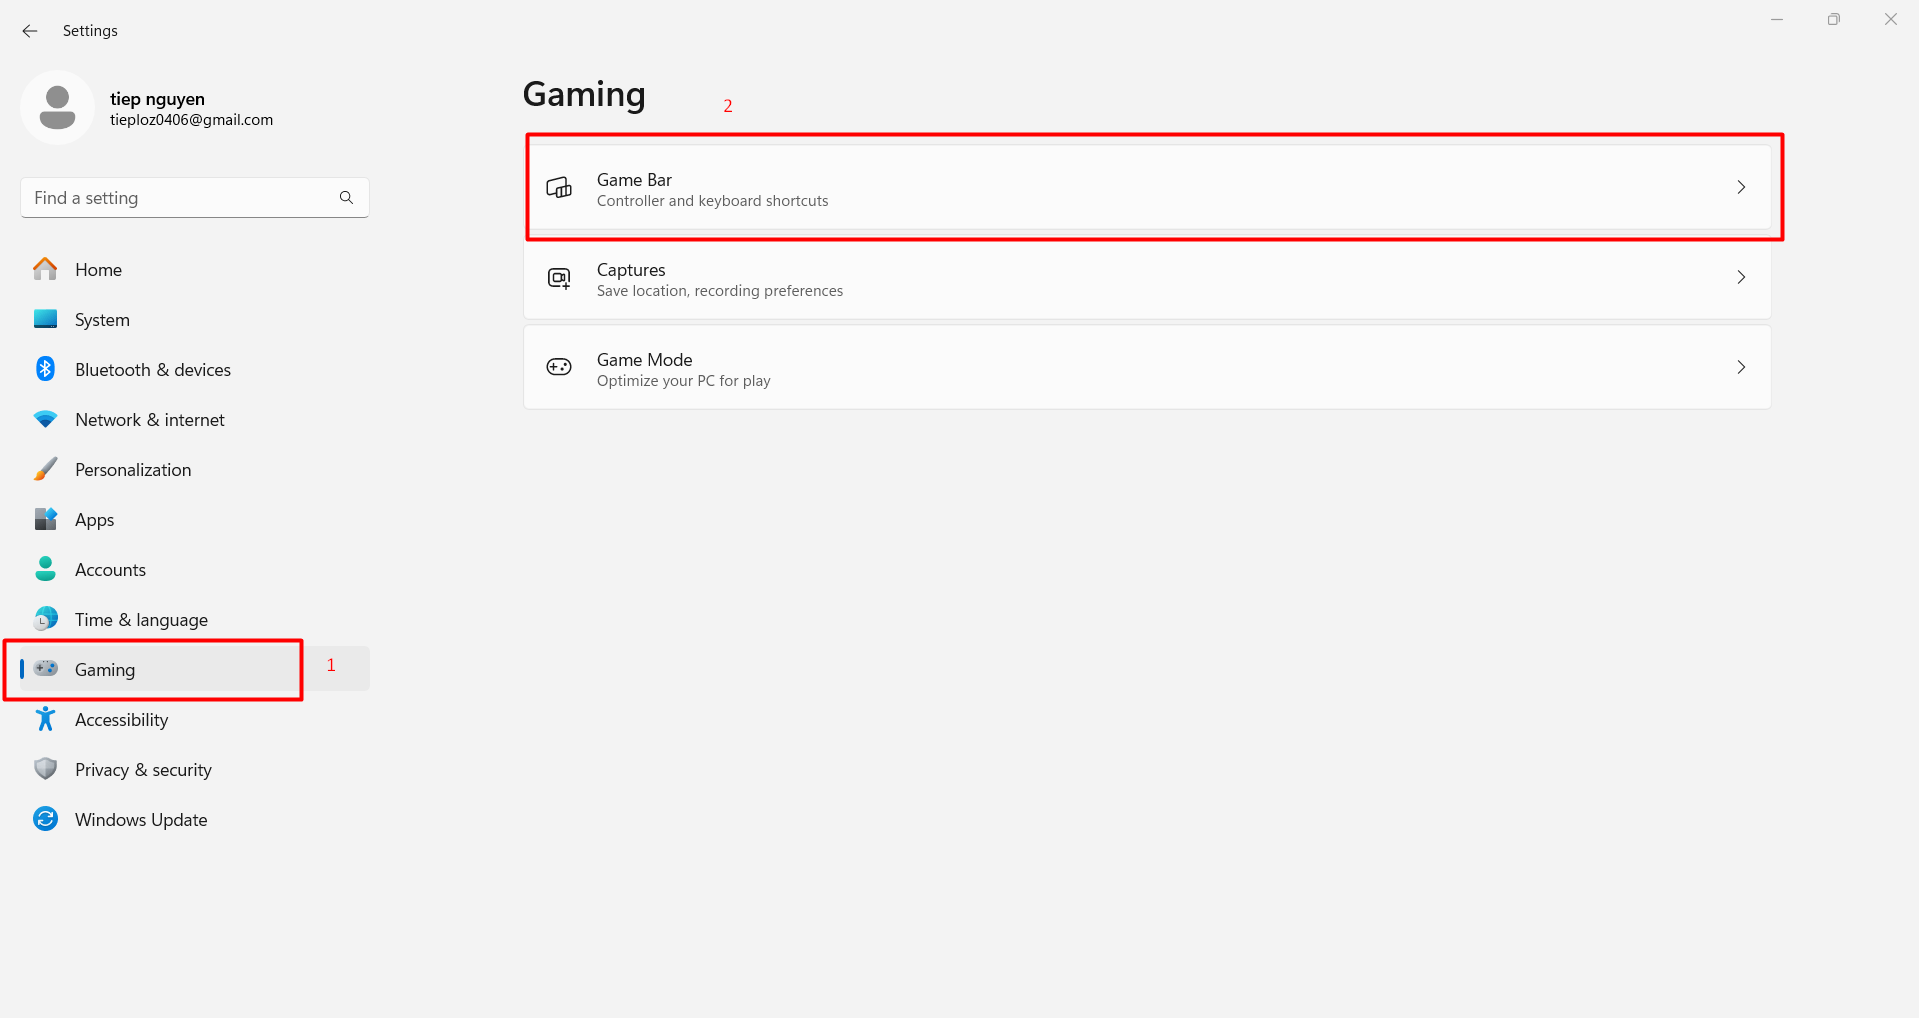 Settings
tiep nguyen
tieploz0406@gmail.com
Find a setting
Home
System
Bluetooth & devices
Network & internet
Personalization
Apps
Accounts
Time & language
Gaming
1
Accessibility
Privacy & security
Windows Update
Gaming
2
Game Bar
Controller and keyboard shortcuts
Captures
Save location, recording preferences
Game Mode
Optimize your PC for play